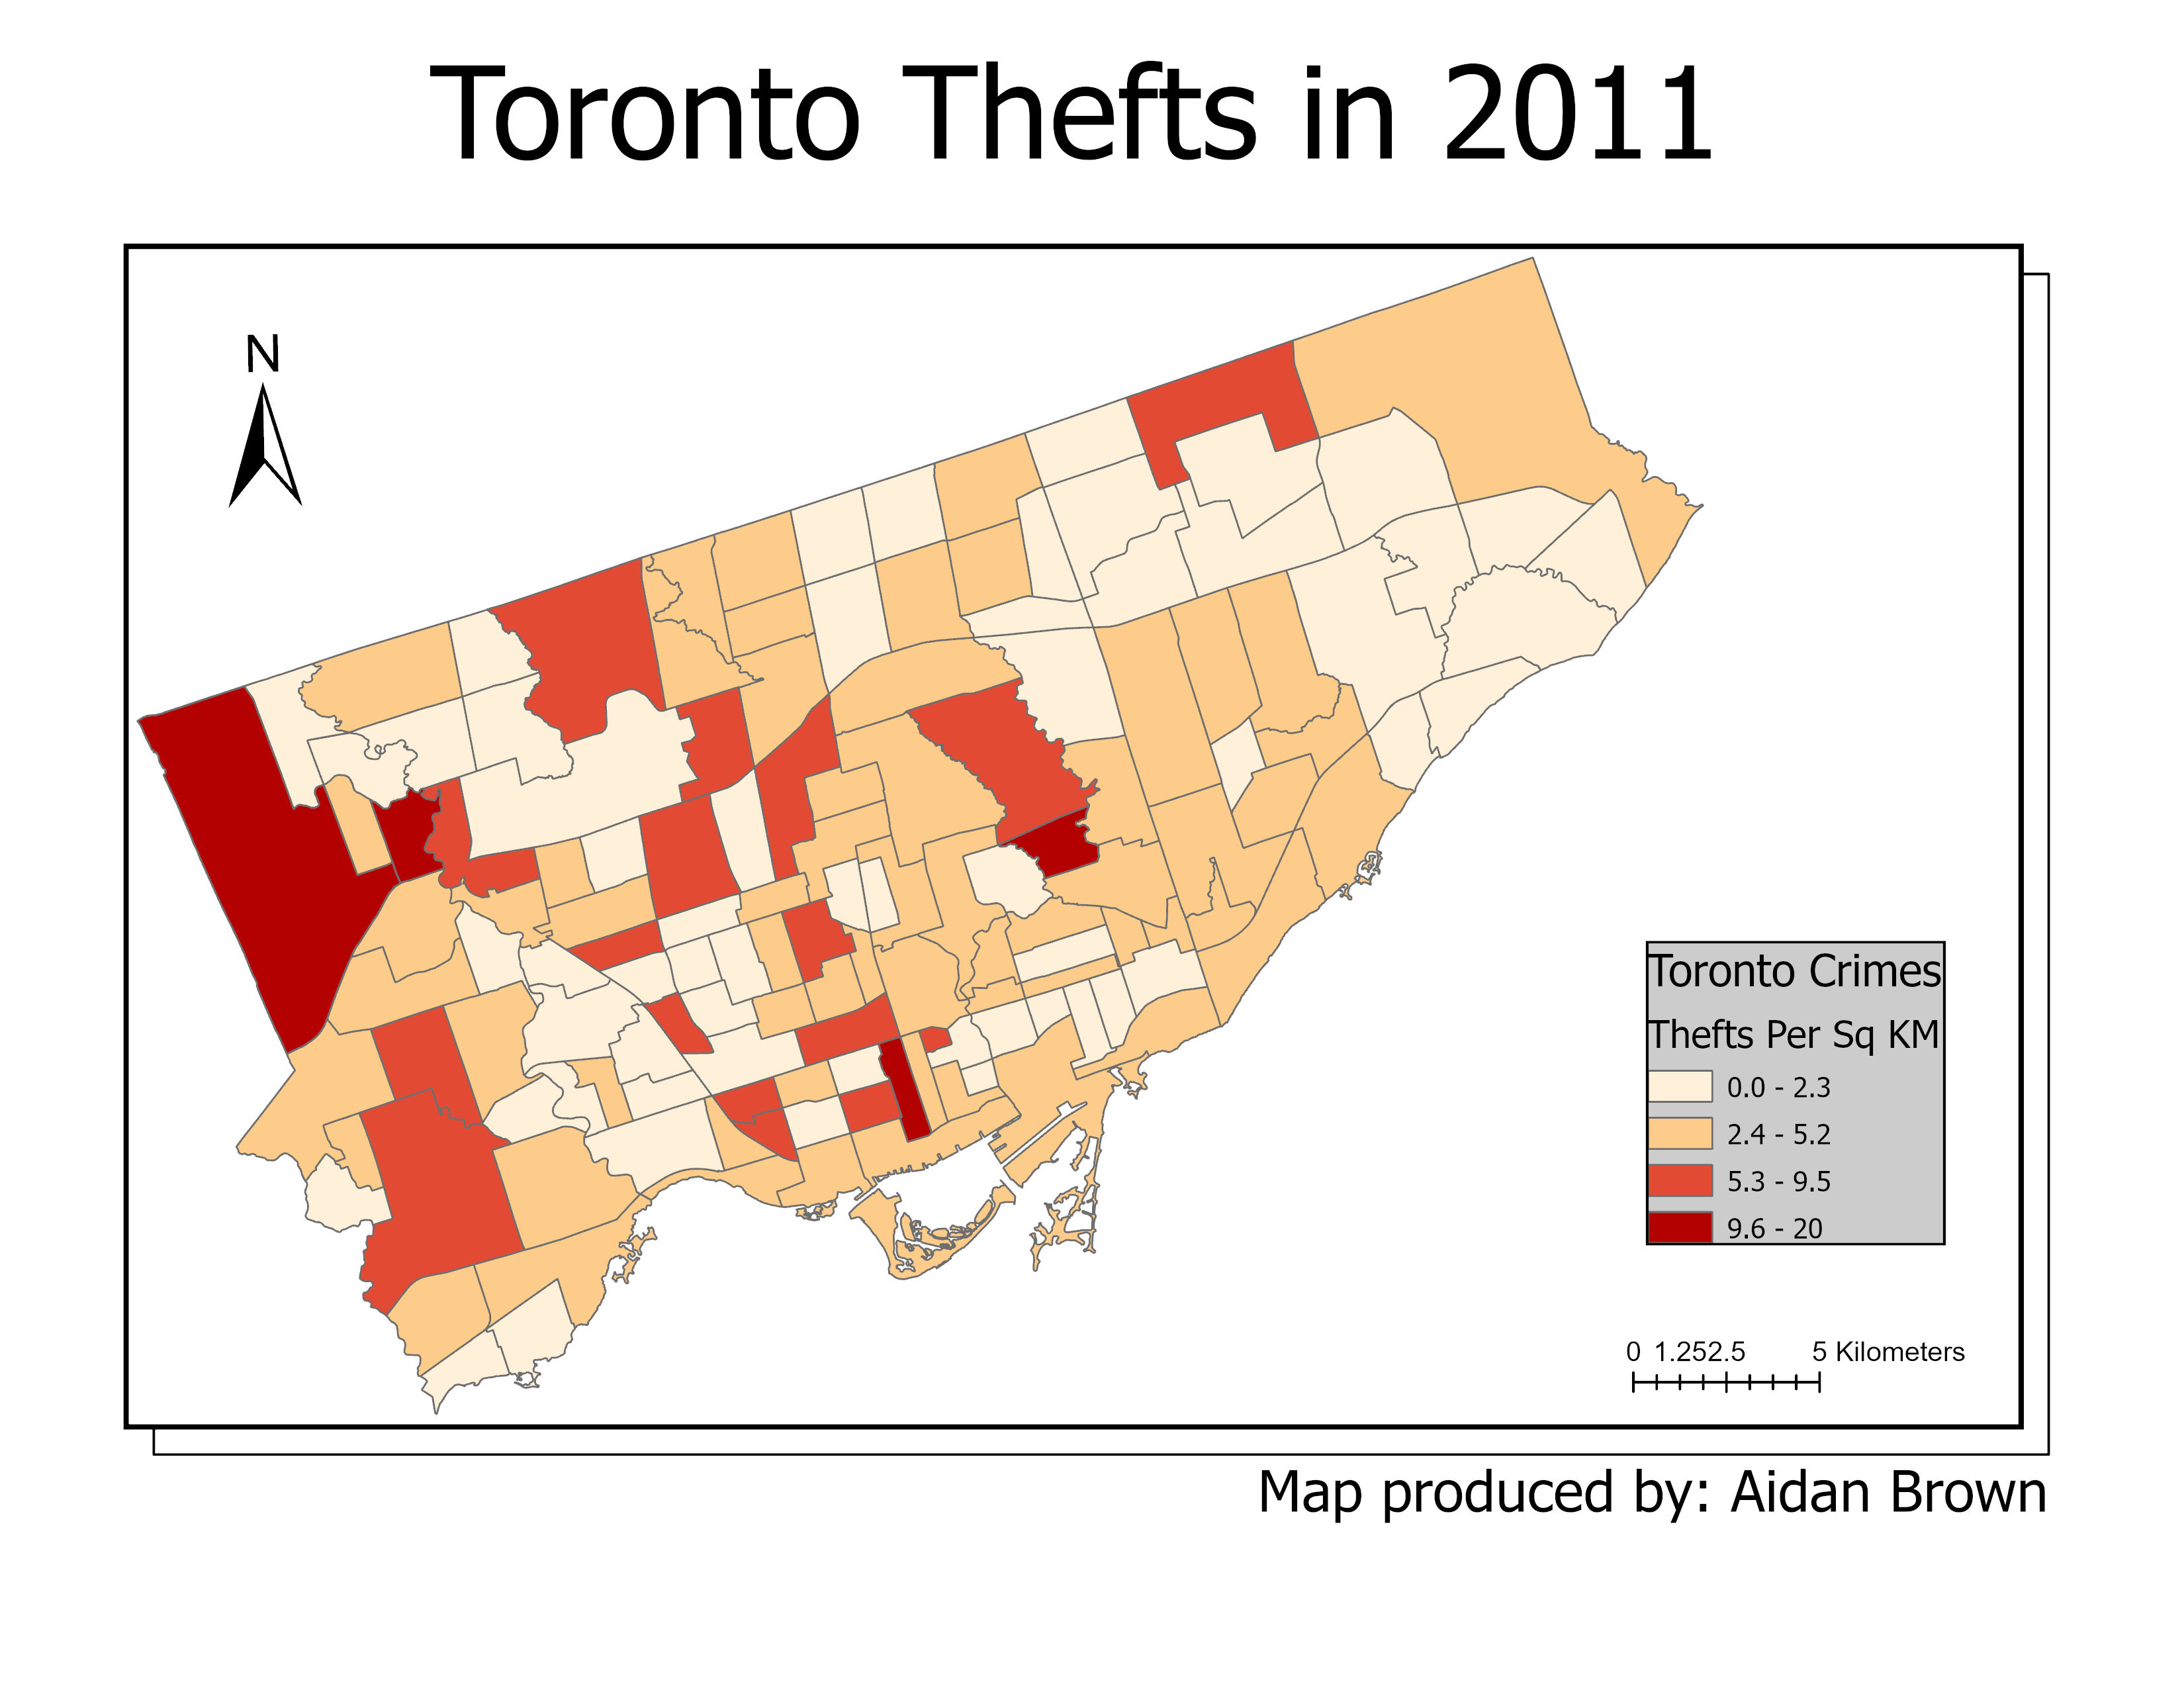 Toronto Thefts in 2011
N
Toronto Crimes
Thefts Per Sq KM
0.0 - 2.3
2.4 - 5.2
5.3 - 9.5
9.6 - 20
0 1.252.5 5 Kilometers
Map produced by: Aidan Brown